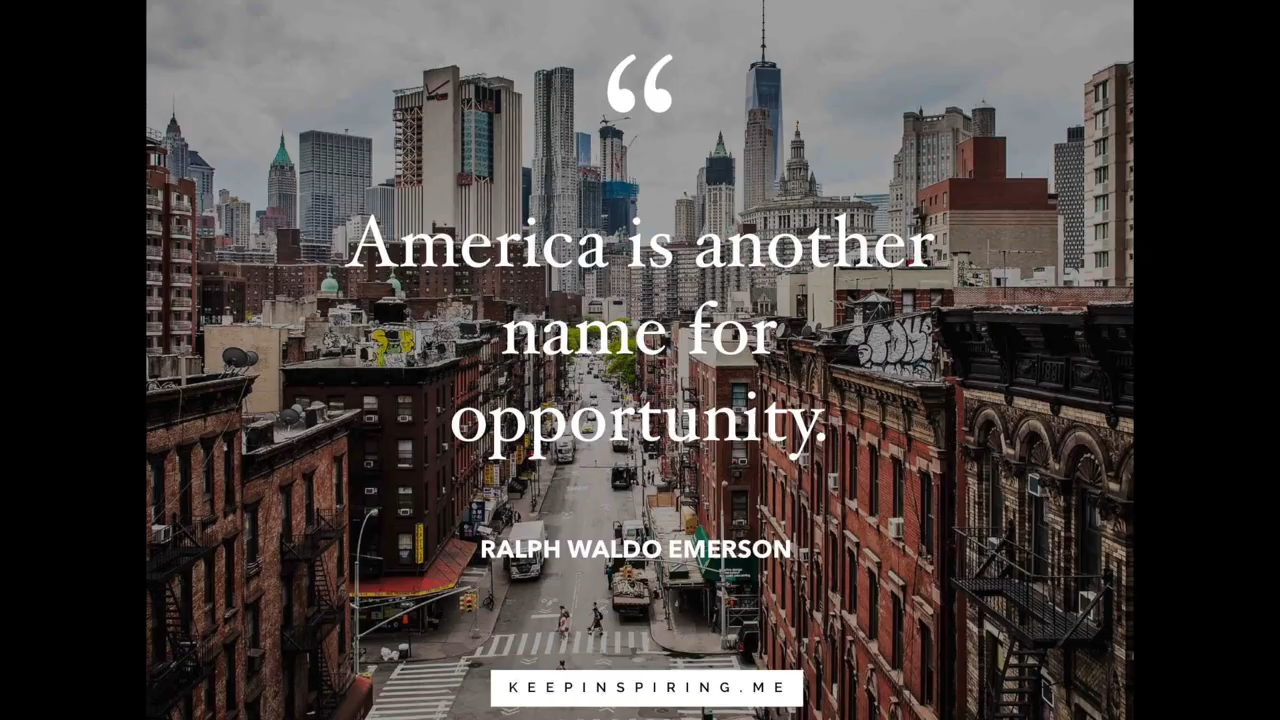 “
America is another
name for
opportunity.
RALPH WALDO EMERSON
KEEPINSPIRING.ME